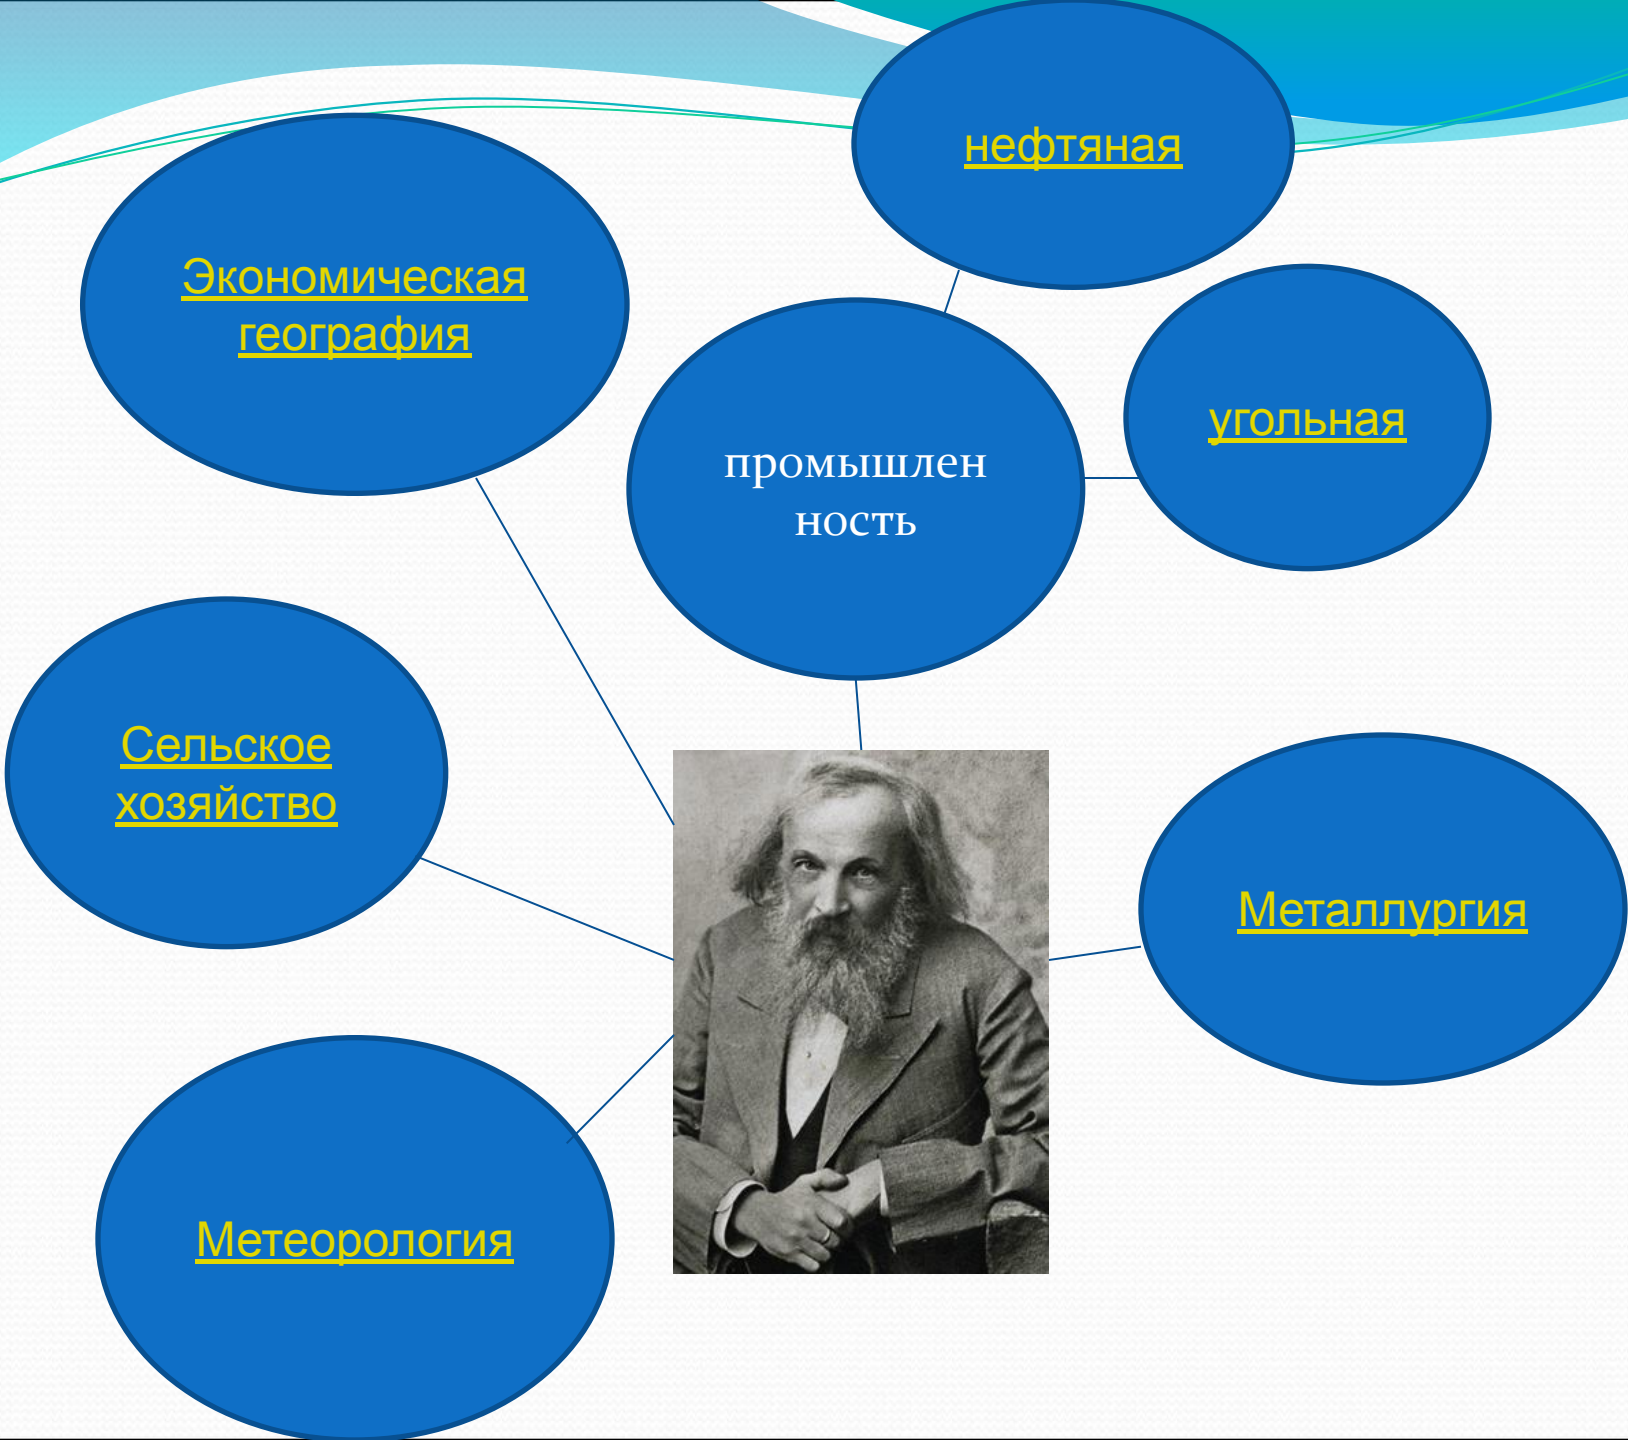 нефтяная
Экономическая
география
угольная
промышлен
ность
Сельское
хозяйство
Металлургия
Метеорология